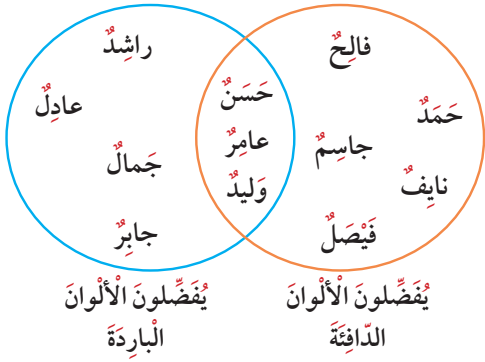 فالِحٌ
حَمَدٌ
جاسِمٌ
نايِفٌ
فَيْصَلٌ
حَسَنٌ
عامِرٌ
وَليدٌ
راشِدٌ
عادِلٌ
جَمالٌ
جابِرٌ
يُفَضِّلونَ الْأَلْوانَ
الدّافِئَةَ
يُفَضِّلونَ الْأَلْوانَ
الْبارِدَةَ